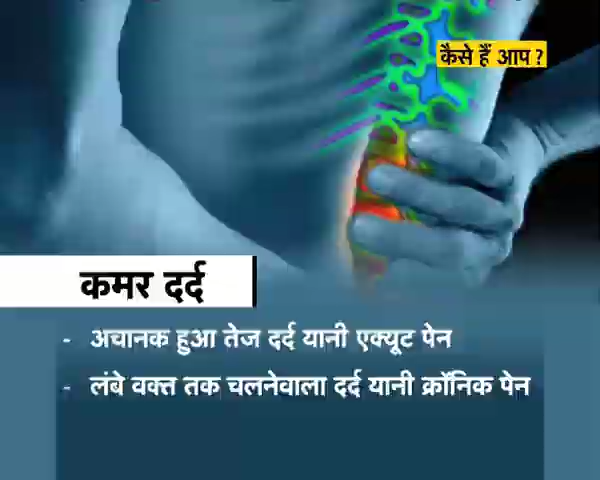 कैसे हैं आप ?
कमर दर्द
- अचानक हुआ तेज दर्द यानी एक्यूट पेन
- लंबे वक्त तक चलनेवाला दर्द यानी क्रॉनिक पेन